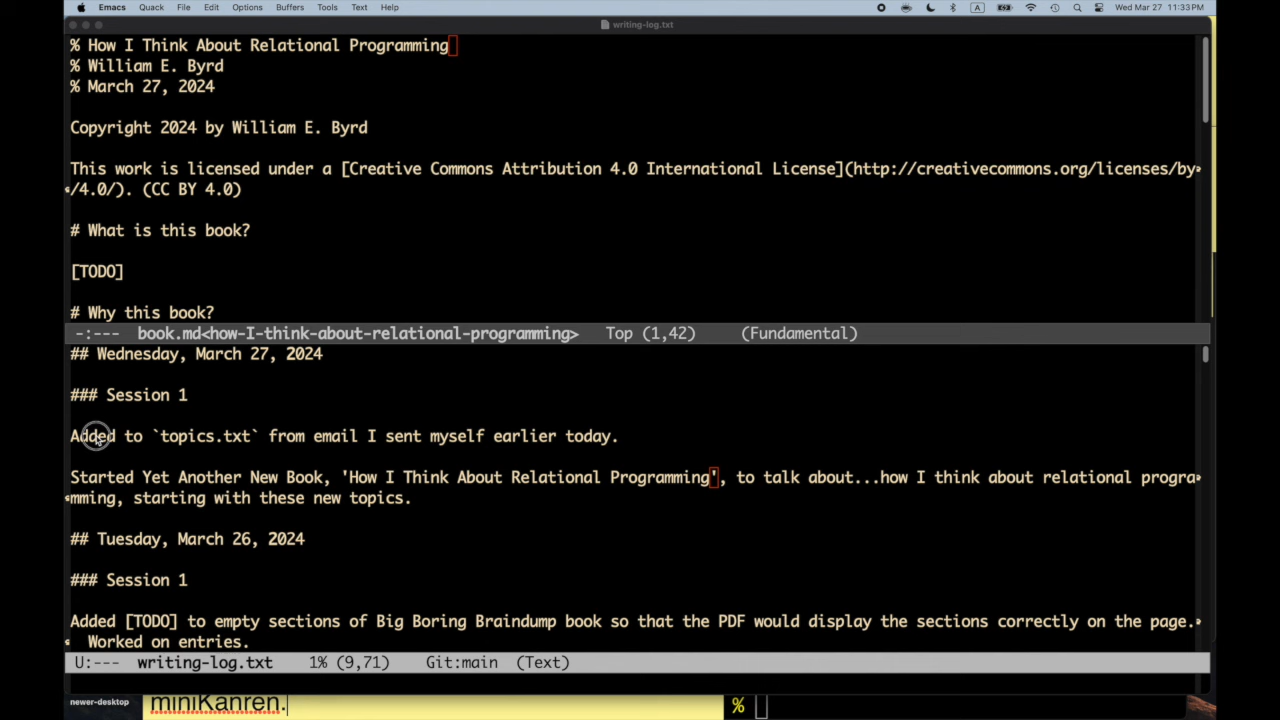 Emacs Quack File Edit Options Buffers Tools Text Help A Wed Mar 27 11:33 PM
writing-log.txt
% How I Think About Relational Programming
% William E. Byrd
% March 27, 2024
Copyright 2024 by William E. Byrd
This work is licensed under a [Creative Commons Attribution 4.0 International License](http://creativecommons.org/licenses/by
/4.0/). (CC BY 4.0)
# What is this book?
[TODO]
# Why this book?
-:--- book.md<how-I-think-about-relational-programming> Top (1,42) (Fundamental)
## Wednesday, March 27, 2024
### Session 1
Added to `topics.txt` from email I sent myself earlier today.
Started Yet Another New Book, 'How I Think About Relational Programming', to talk about...how I think about relational progra
mming, starting with these new topics.
## Tuesday, March 26, 2024
### Session 1
Added [TODO] to empty sections of Big Boring Braindump book so that the PDF would display the sections correctly on the page.
Worked on entries.
U:--- writing-log.txt 1% (9,71) Git:main (Text)
newer-desktop miniKanren. %